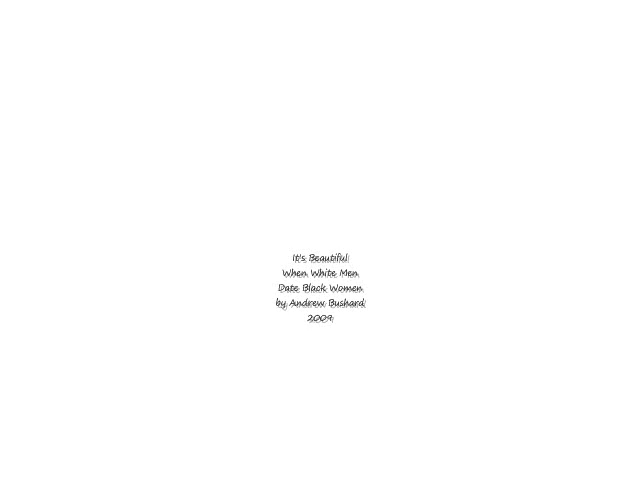 It's Beautiful
When White Men
Date Black Women
by Andrew Bushard
2009